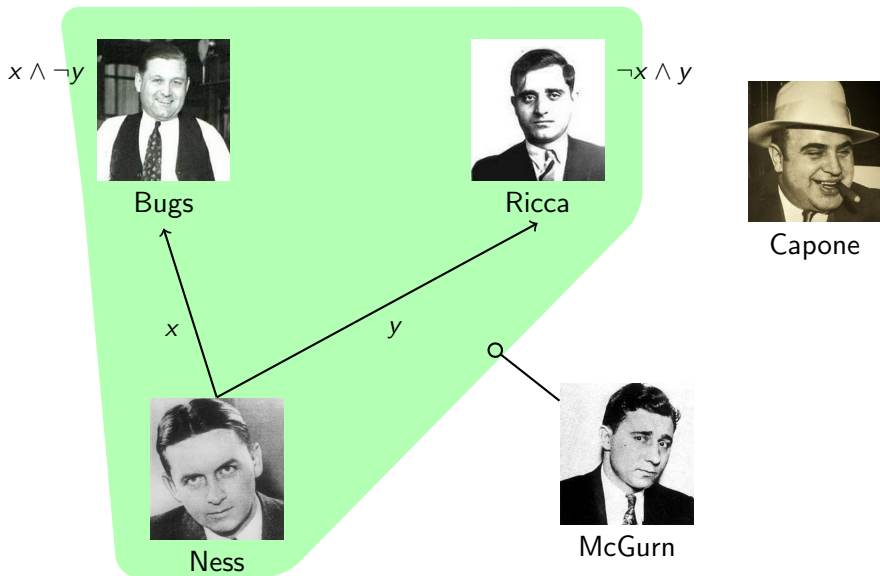 x ∧ ¬y
¬x ∧ y
Bugs
Ricca
Capone
x
y
Ness
McGurn